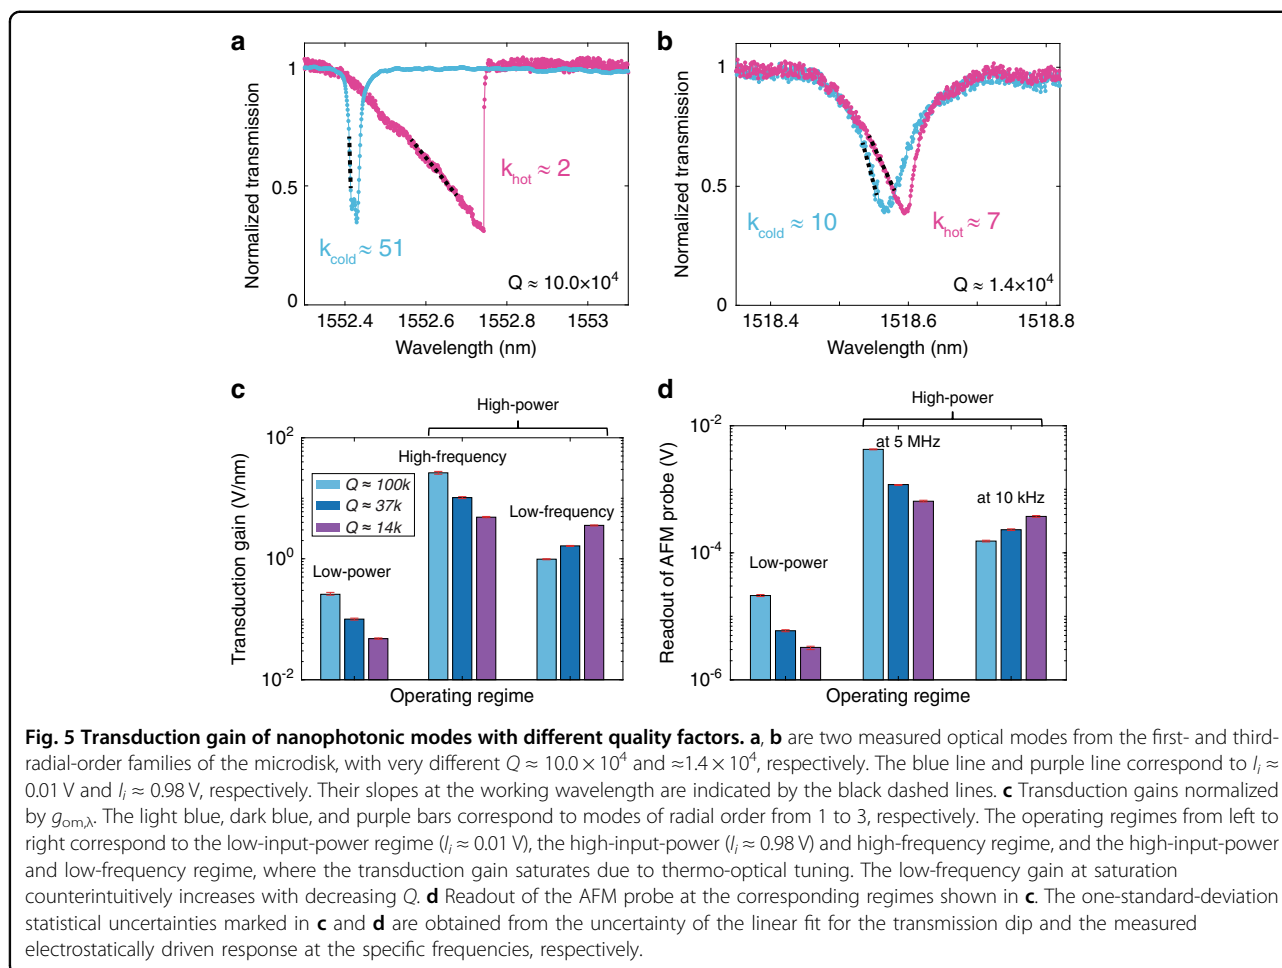 a
b
1
0.5
0
Normalized transmission
k_hot ≈ 2
k_cold ≈ 51
Q ≈ 10.0×10⁴
1552.4 1552.6 1552.8 1553
Wavelength (nm)
1
0.5
0
Normalized transmission
k_cold ≈ 10
k_hot ≈ 7
Q ≈ 1.4×10⁴
1518.4 1518.6 1518.8
Wavelength (nm)
c
High-power
10²
10⁰
10⁻²
Transduction gain (V/nm)
High-frequency
Q ≈ 100k
Q ≈ 37k
Q ≈ 14k
Low-frequency
Low-power
Operating regime
d
High-power
10⁻²
10⁻⁴
10⁻⁶
Readout of AFM probe (V)
at 5 MHz
at 10 kHz
Low-power
Operating regime
Fig. 5 Transduction gain of nanophotonic modes with different quality factors. a, b are two measured optical modes from the first- and third-
radial-order families of the microdisk, with very different Q ≈ 10.0 × 10⁴ and ≈1.4 × 10⁴, respectively. The blue line and purple line correspond to I_i ≈
0.01 V and I_i ≈ 0.98 V, respectively. Their slopes at the working wavelength are indicated by the black dashed lines. c Transduction gains normalized
by g_om,λ. The light blue, dark blue, and purple bars correspond to modes of radial order from 1 to 3, respectively. The operating regimes from left to
right correspond to the low-input-power regime (I_i ≈ 0.01 V), the high-input-power (I_i ≈ 0.98 V) and high-frequency regime, and the high-input-power
and low-frequency regime, where the transduction gain saturates due to thermo-optical tuning. The low-frequency gain at saturation
counterintuitively increases with decreasing Q. d Readout of the AFM probe at the corresponding regimes shown in c. The one-standard-deviation
statistical uncertainties marked in c and d are obtained from the uncertainty of the linear fit for the transmission dip and the measured
electrostatically driven response at the specific frequencies, respectively.